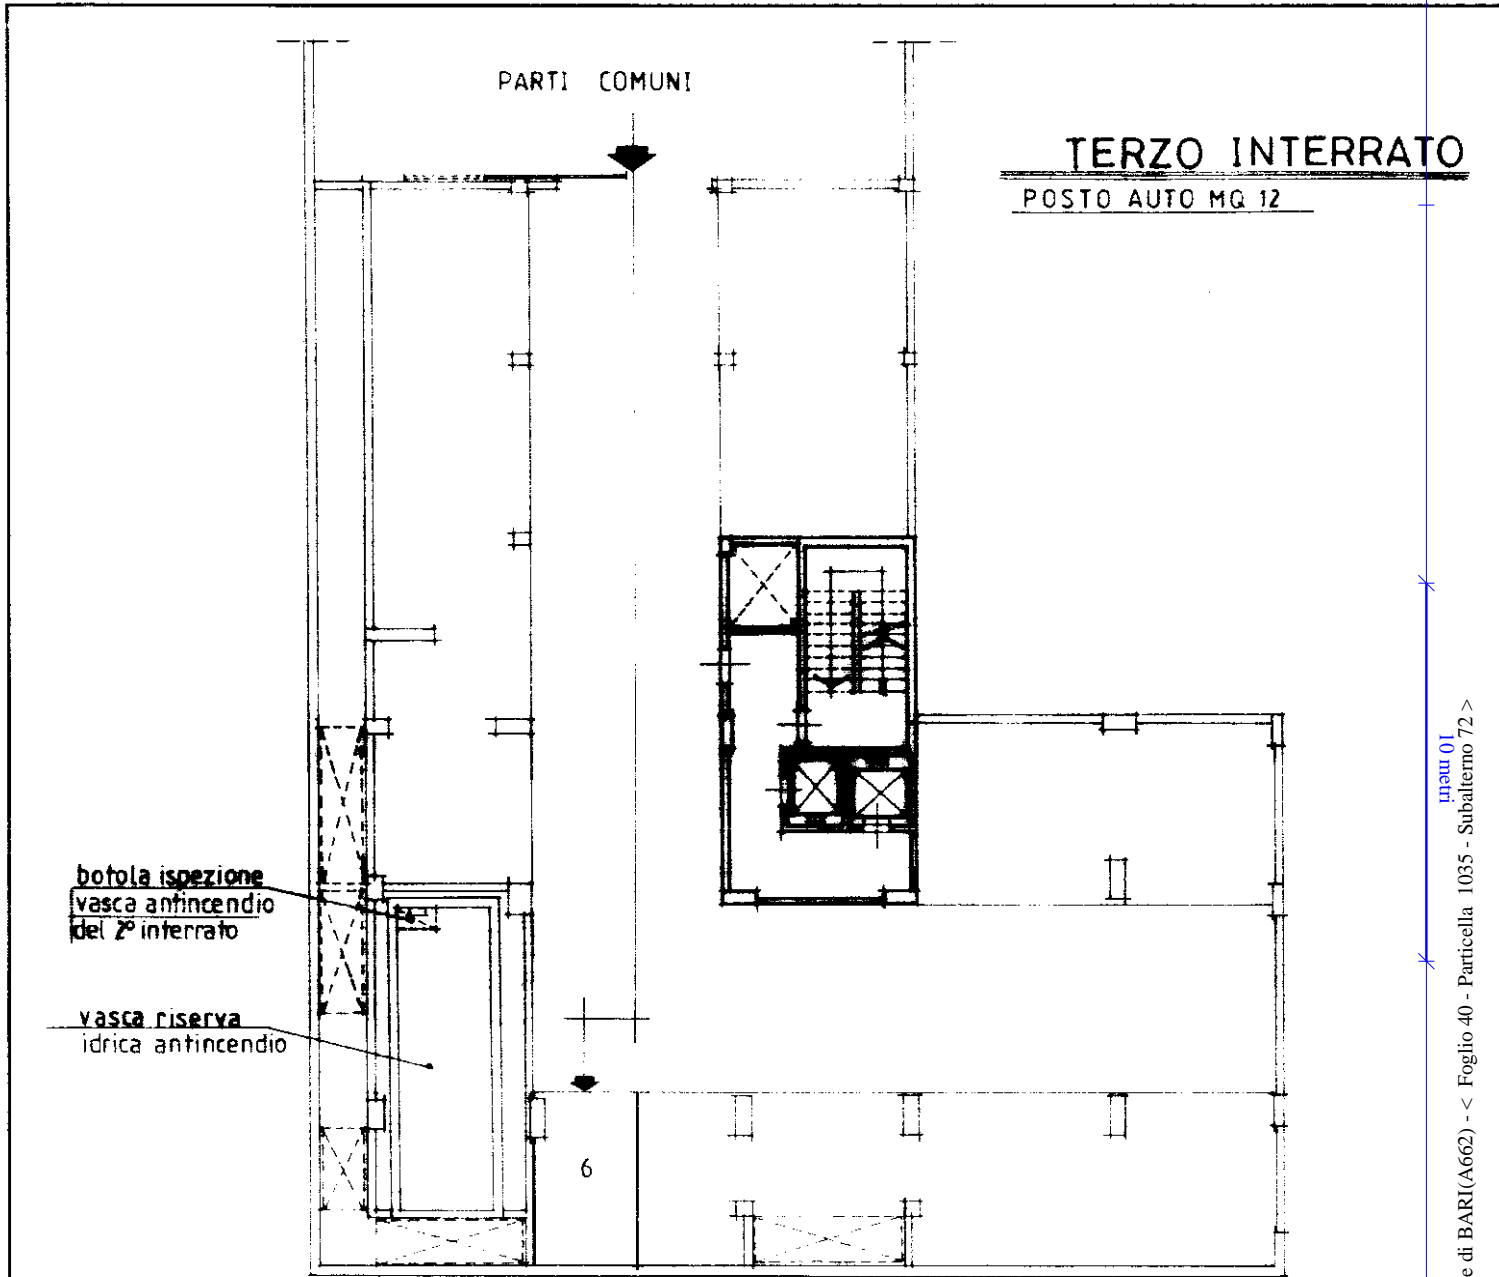 PARTI COMUNI
TERZO INTERRATO
POSTO AUTO MQ 12
botola ispezione
vasca antincendio
del 2° interrato
vasca riserva
idrica antincendio
6
10 metri
e di BARI(A662) - < Foglio 40 - Particella 1035 - Subalterno 72 >